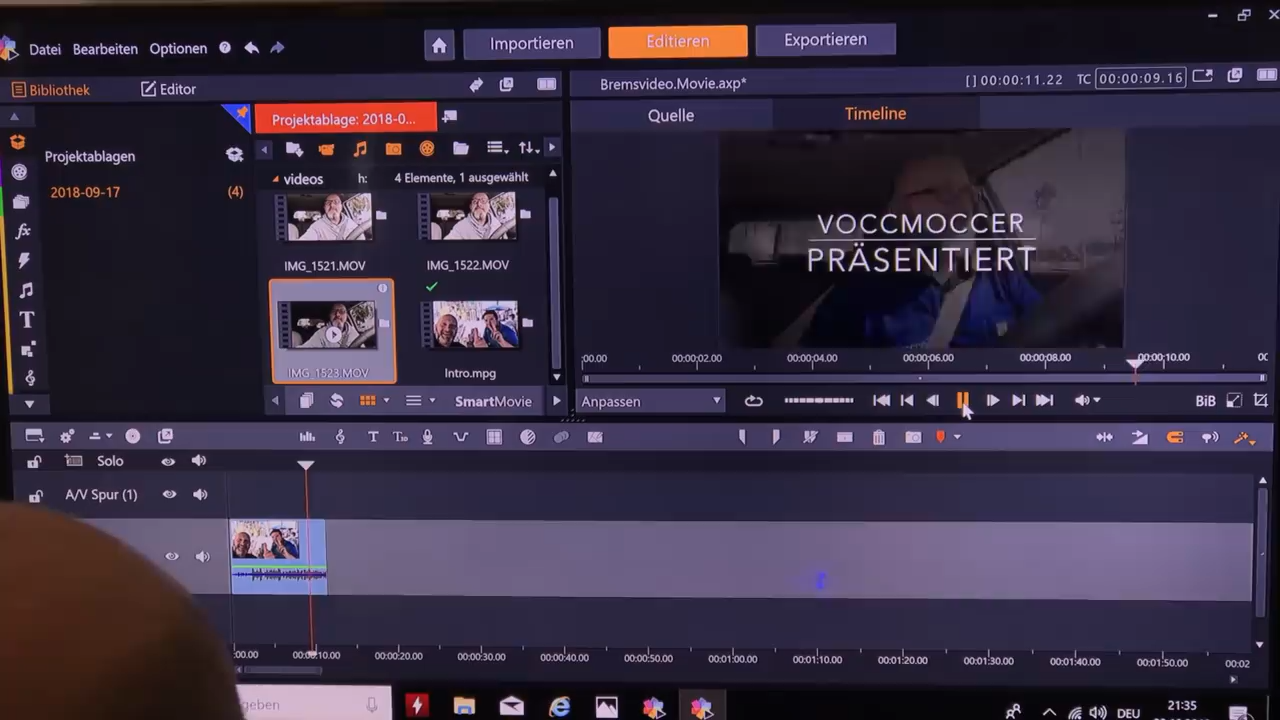 Datei Bearbeiten Optionen
Importieren Editieren Exportieren
Bibliothek Editor
Bremsvideo.Movie.axp*
[] 00:00:11.22 TC 00:00:09.16
Projektablage: 2018-0...
Quelle Timeline
Projektablagen
2018-09-17 (4)
videos h: 4 Elemente, 1 ausgewählt
IMG_1521.MOV IMG_1522.MOV
IMG_1523.MOV Intro.mpg
SmartMovie
VOCCMOCCER
PRÄSENTIERT
:00.00 00:00:02.00 00:00:04.00 00:00:06.00 00:00:08.00 00:00:10.00
Anpassen BiB
Solo
A/V Spur (1)
:00.00 00:00:10.00 00:00:20.00 00:00:30.00 00:00:40.00 00:00:50.00 00:01:00.00 00:01:10.00 00:01:20.00 00:01:30.00 00:01:40.00 00:01:50.00 00:02
geben
DEU 21:35